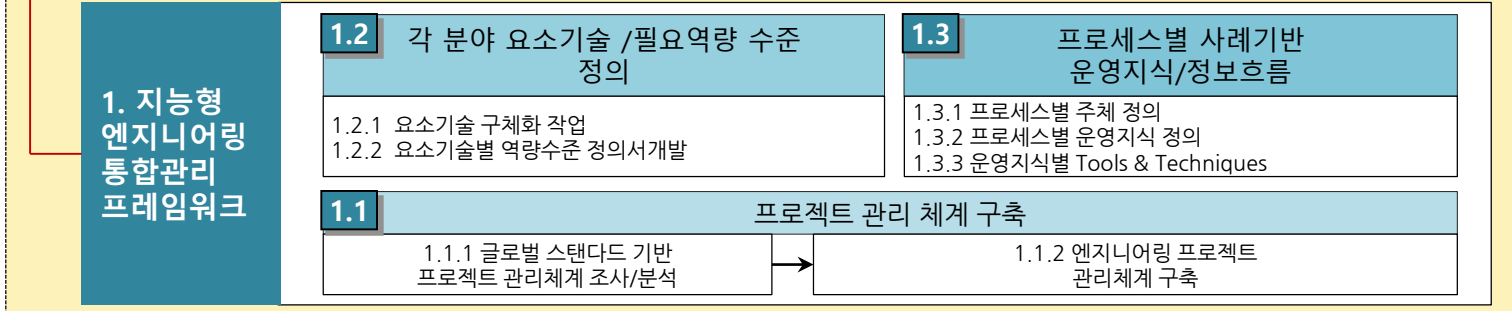 1. 지능형
엔지니어링
통합관리
프레임워크
1.2
각 분야 요소기술 /필요역량 수준
정의
1.2.1 요소기술 구체화 작업
1.2.2 요소기술별 역량수준 정의서개발
1.3
프로세스별 사례기반
운영지식/정보흐름
1.3.1 프로세스별 주체 정의
1.3.2 프로세스별 운영지식 정의
1.3.3 운영지식별 Tools & Techniques
1.1
프로젝트 관리 체계 구축
1.1.1 글로벌 스탠다드 기반
프로젝트 관리체계 조사/분석
1.1.2 엔지니어링 프로젝트
관리체계 구축